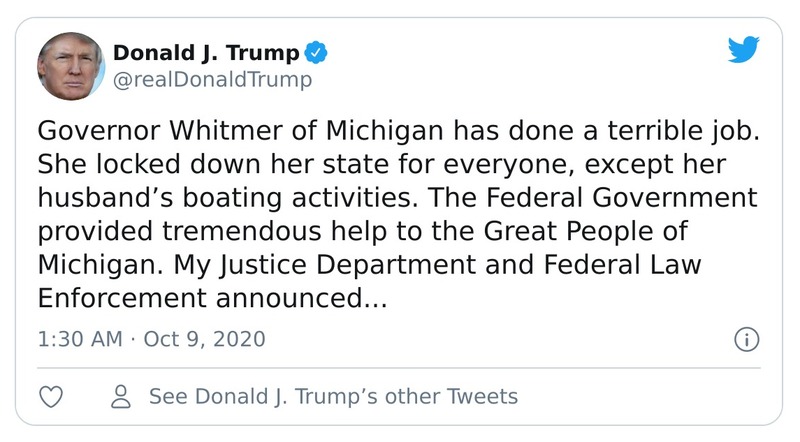 Donald J. Trump
@realDonaldTrump
Governor Whitmer of Michigan has done a terrible job.
She locked down her state for everyone, except her
husband’s boating activities. The Federal Government
provided tremendous help to the Great People of
Michigan. My Justice Department and Federal Law
Enforcement announced...
1:30 AM · Oct 9, 2020
See Donald J. Trump’s other Tweets